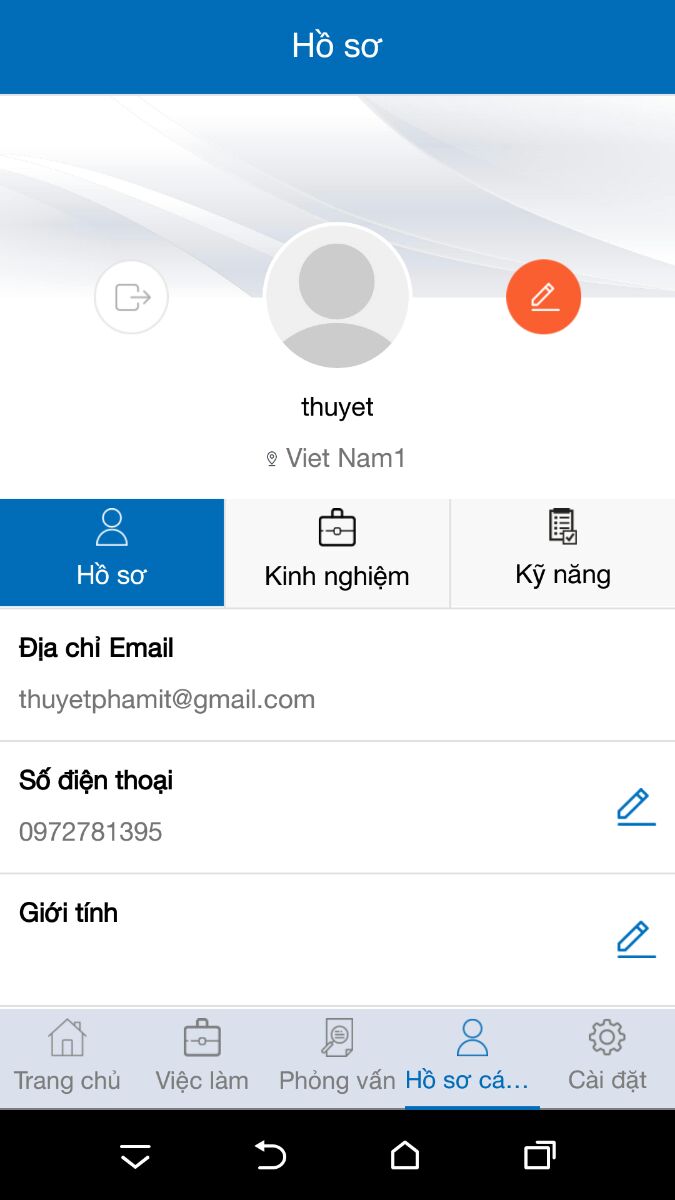 Hồ sơ
thuyet
Viet Nam1
Hồ sơ
Kinh nghiệm
Kỹ năng
Địa chỉ Email
thuyetphamit@gmail.com
Số điện thoại
0972781395
Giới tính
Trang chủ
Việc làm
Phỏng vấn
Hồ sơ cá...
Cài đặt